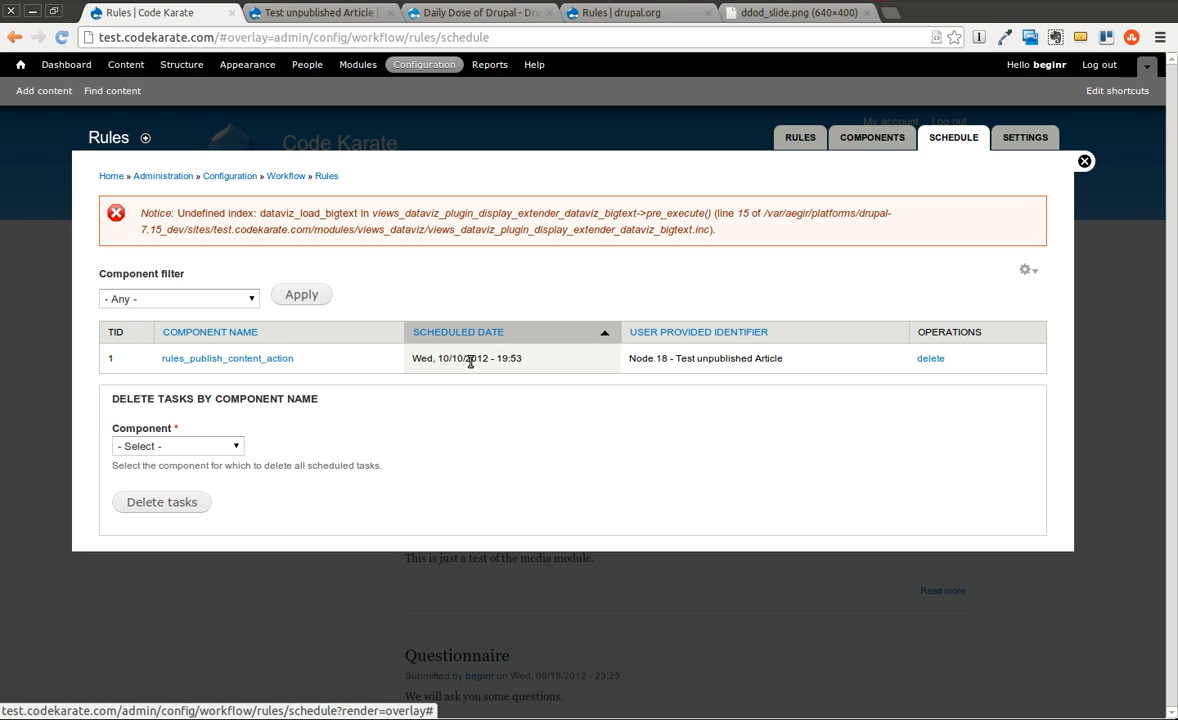 Rules | Code Karate
Test unpublished Article |
Daily Dose of Drupal - Dru
Rules | drupal.org
ddod_slide.png (640×400)
test.codekarate.com/#overlay=admin/config/workflow/rules/schedule
Dashboard Content Structure Appearance People Modules Configuration Reports Help
Hello beginr Log out
Add content Find content
Edit shortcuts
My account Log out
Rules
Code Karate
RULES COMPONENTS SCHEDULE SETTINGS
Home » Administration » Configuration » Workflow » Rules
Notice: Undefined index: dataviz_load_bigtext in views_dataviz_plugin_display_extender_dataviz_bigtext->pre_execute() (line 15 of /var/aegir/platforms/drupal-
7.15_dev/sites/test.codekarate.com/modules/views_dataviz/views_dataviz_plugin_display_extender_dataviz_bigtext.inc).
Component filter
- Any -
Apply
TID COMPONENT NAME SCHEDULED DATE USER PROVIDED IDENTIFIER OPERATIONS
1 rules_publish_content_action Wed, 10/10/2012 - 19:53 Node 18 - Test unpublished Article delete
DELETE TASKS BY COMPONENT NAME
Component *
- Select -
Select the component for which to delete all scheduled tasks.
Delete tasks
This is just a test of the media module.
Read more
Questionnaire
Submitted by beginr on Wed, 09/19/2012 - 23:25
We will ask you some questions.
test.codekarate.com/admin/config/workflow/rules/schedule?render=overlay#